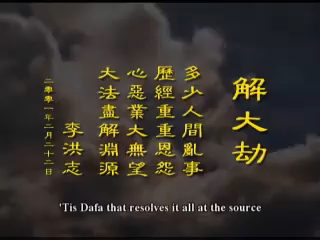 解大劫
多少人間亂事
歷經重重恩怨
心惡業大無望
大法盡解淵源
李洪志
二零零一年二月二十二日
'Tis Dafa that resolves it all at the source